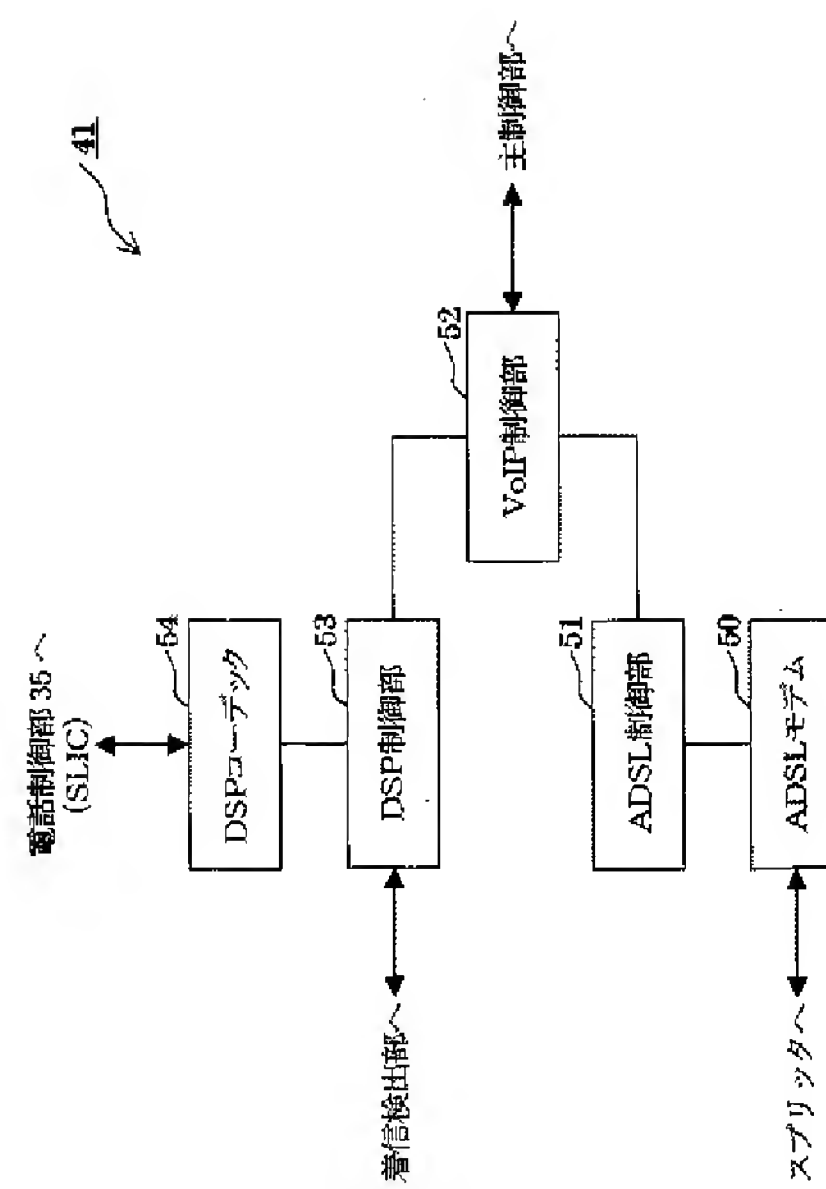 41
電話制御部 35 へ
(SLIC)
54
DSPコーデック
53
DSP制御部
着信検出部へ
52
VoIP制御部
主制御部へ
51
ADSL制御部
50
ADSLモデム
スプリッタへ